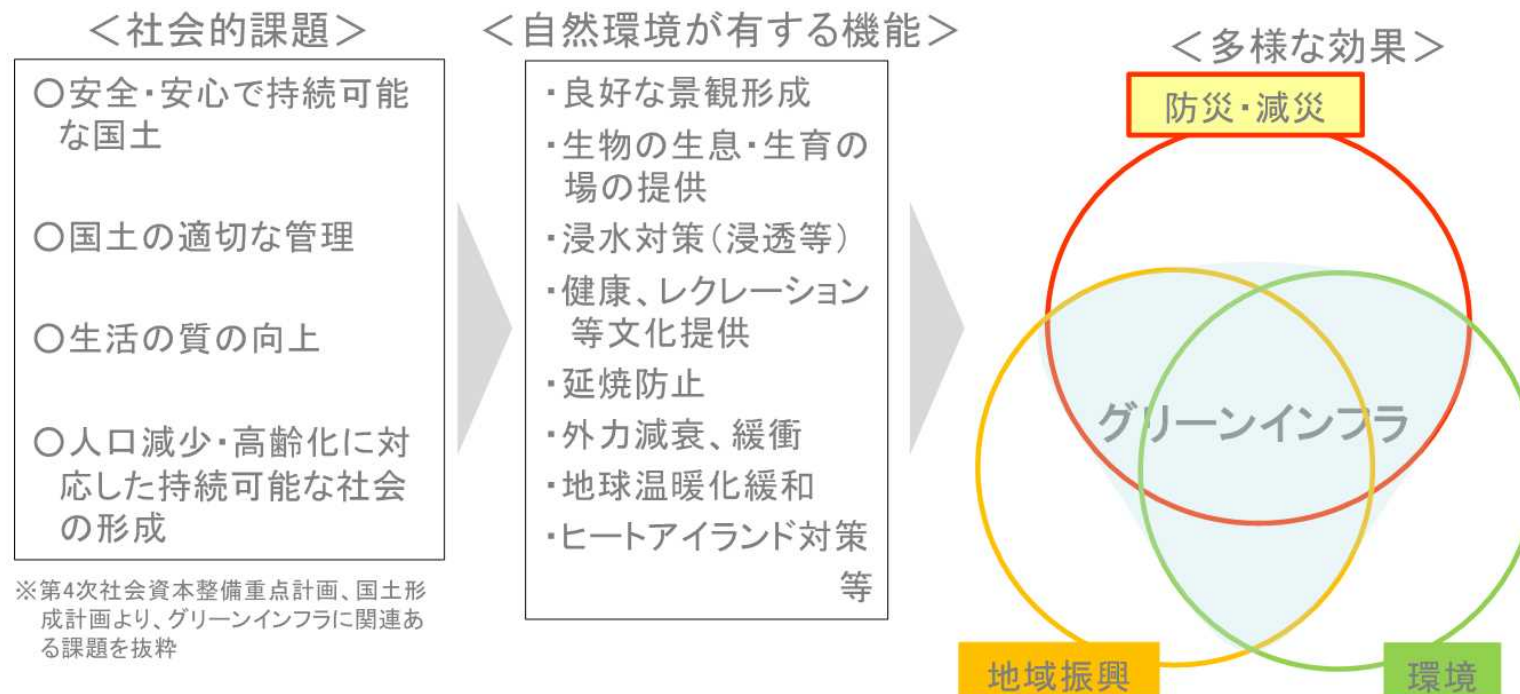 ＜社会的課題＞
○安全・安心で持続可能
な国土
○国土の適切な管理
○生活の質の向上
○人口減少・高齢化に対
応した持続可能な社会
の形成
※第4次社会資本整備重点計画、国土形
成計画より、グリーンインフラに関連あ
る課題を抜粋
＜自然環境が有する機能＞
・良好な景観形成
・生物の生息・生育の
場の提供
・浸水対策（浸透等）
・健康、レクレーション
等文化提供
・延焼防止
・外力減衰、緩衝
・地球温暖化緩和
・ヒートアイランド対策
等
＜多様な効果＞
防災・減災
グリーンインフラ
地域振興
環境